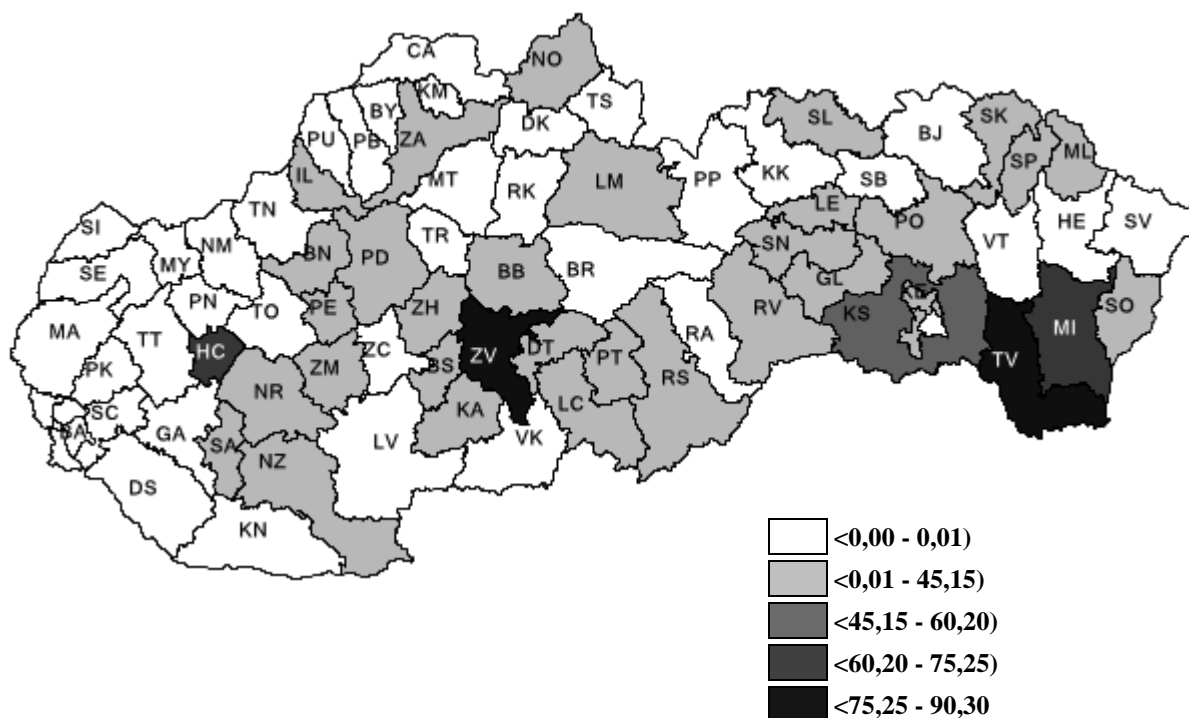 CA
NO
KM
TS
BY
PU
PB
ZA
DK
SL
BJ
SK
SP
ML
IL
MT
RK
LM
PP
KK
SB
LE
PO
HE
SV
SI
TN
NM
TR
SN
VT
SE
MY
BN
PD
BB
BR
GL
PN
TO
PE
ZH
RV
KS
KE
SO
MA
TT
HC
ZM
ZC
ZV
DT
PT
RA
MI
PK
NR
BS
RS
TV
SC
KA
LC
BA
GA
SA
NZ
LV
VK
DS
KN
<0,00 - 0,01)
<0,01 - 45,15)
<45,15 - 60,20)
<60,20 - 75,25)
<75,25 - 90,30